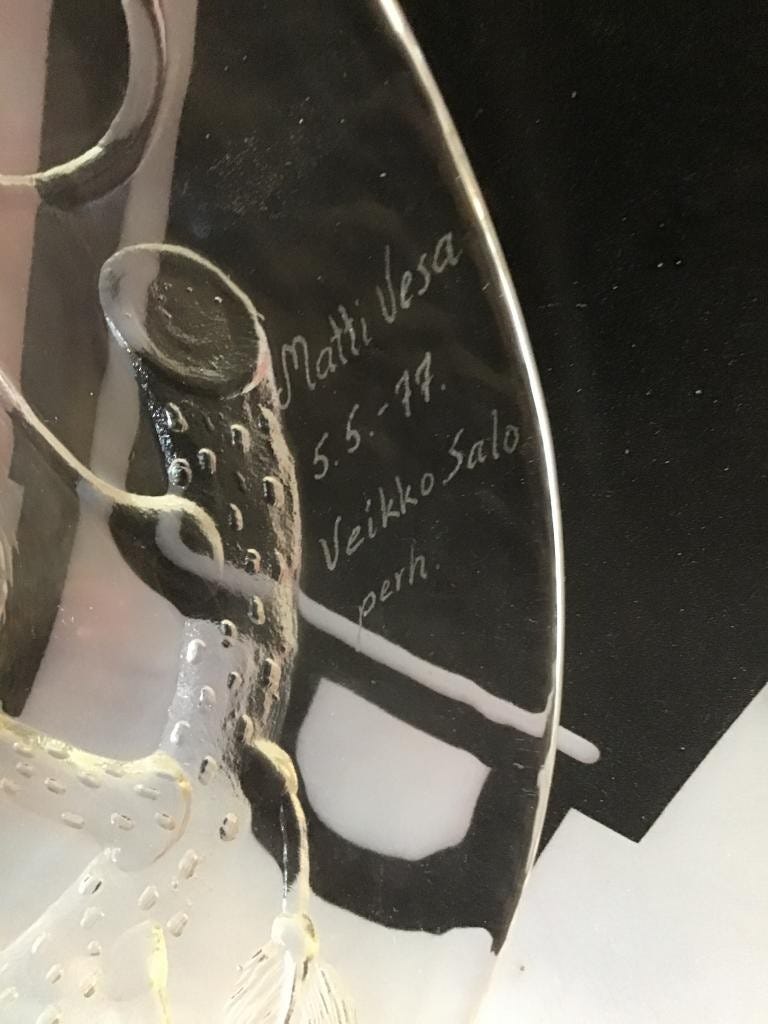 Matti Vesa
5.5.-77.
Veikko Salo
perh.